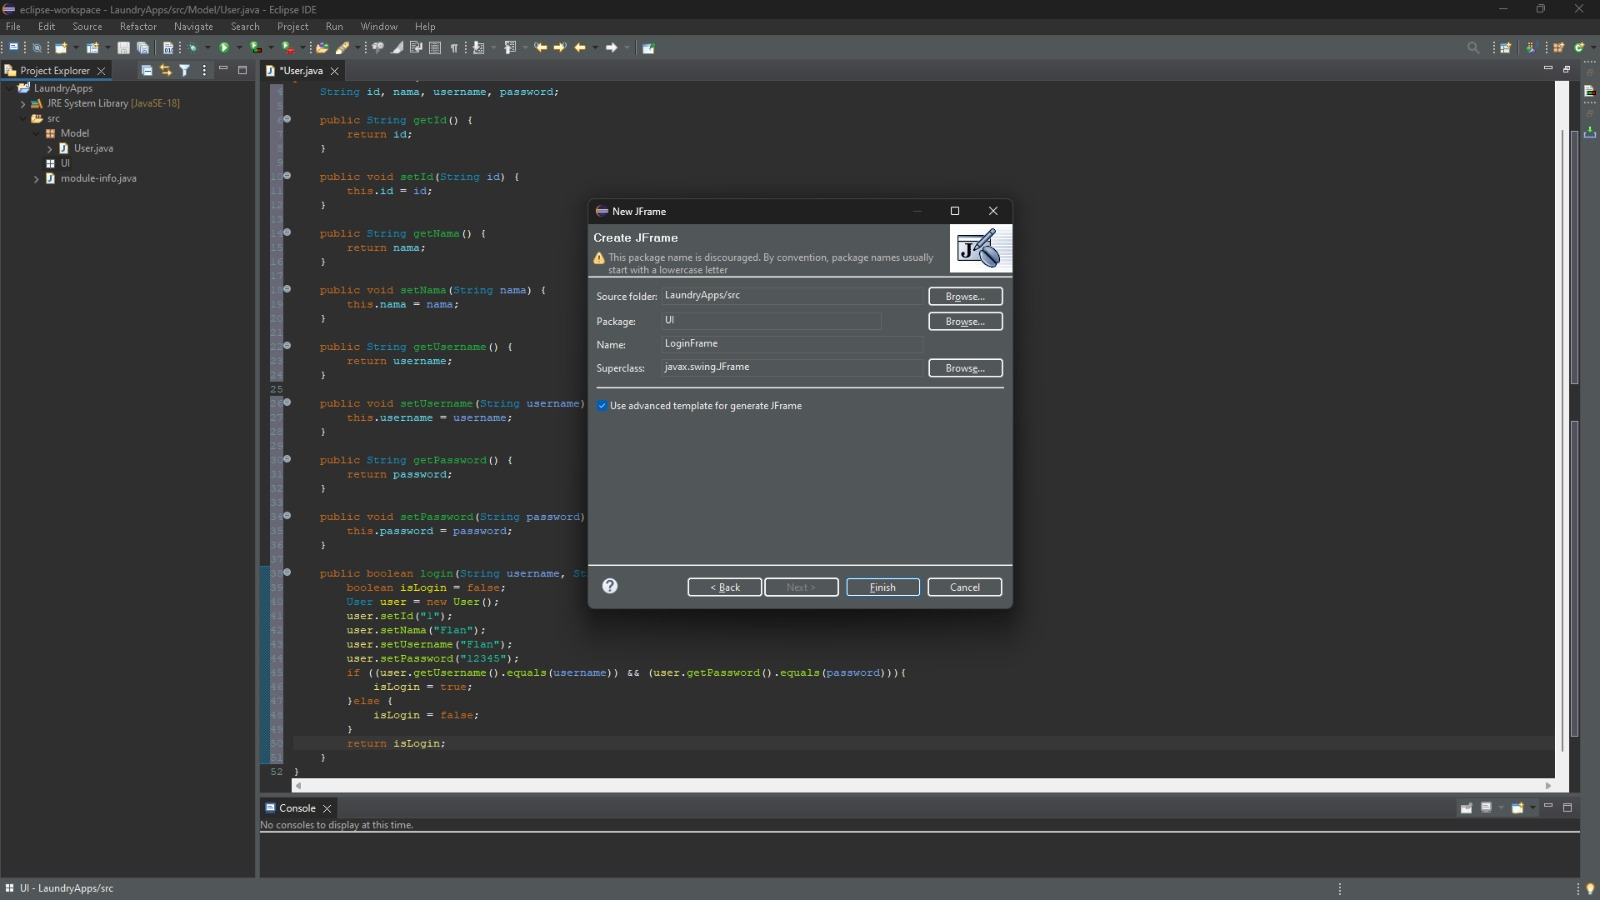 eclipse-workspace - LaundryApps/src/Model/User.java - Eclipse IDE
File Edit Source Refactor Navigate Search Project Run Window Help
Project Explorer
LaundryApps
JRE System Library [JavaSE-18]
src
Model
User.java
UI
module-info.java
*User.java
String id, nama, username, password;
public String getId() {
return id;
}
public void setId(String id) {
this.id = id;
}
public String getNama() {
return nama;
}
public void setNama(String nama) {
this.nama = nama;
}
public String getUsername() {
return username;
}
25
public void setUsername(String username)
this.username = username;
}
public String getPassword() {
return password;
}
public void setPassword(String password)
this.password = password;
}
public boolean login(String username, St
boolean isLogin = false;
User user = new User();
user.setId("1");
user.setNama("Flan");
user.setUsername("Flan");
user.setPassword("12345");
if ((user.getUsername().equals(username)) && (user.getPassword().equals(password))){
isLogin = true;
}else {
isLogin = false;
}
return isLogin;
}
52 }
New JFrame
Create JFrame
This package name is discouraged. By convention, package names usually
start with a lowercase letter
Source folder: LaundryApps/src Browse...
Package: UI Browse...
Name: LoginFrame
Superclass: javax.swing.JFrame Browse...
Use advanced template for generate JFrame
< Back Next > Finish Cancel
Console
No consoles to display at this time.
UI - LaundryApps/src